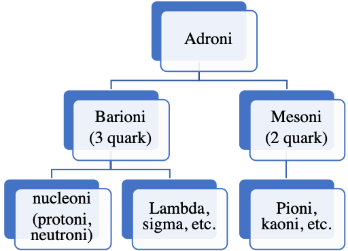 Adroni
Barioni
(3 quark)
Mesoni
(2 quark)
nucleoni
(protoni,
neutroni)
Lambda,
sigma, etc.
Pioni,
kaoni, etc.